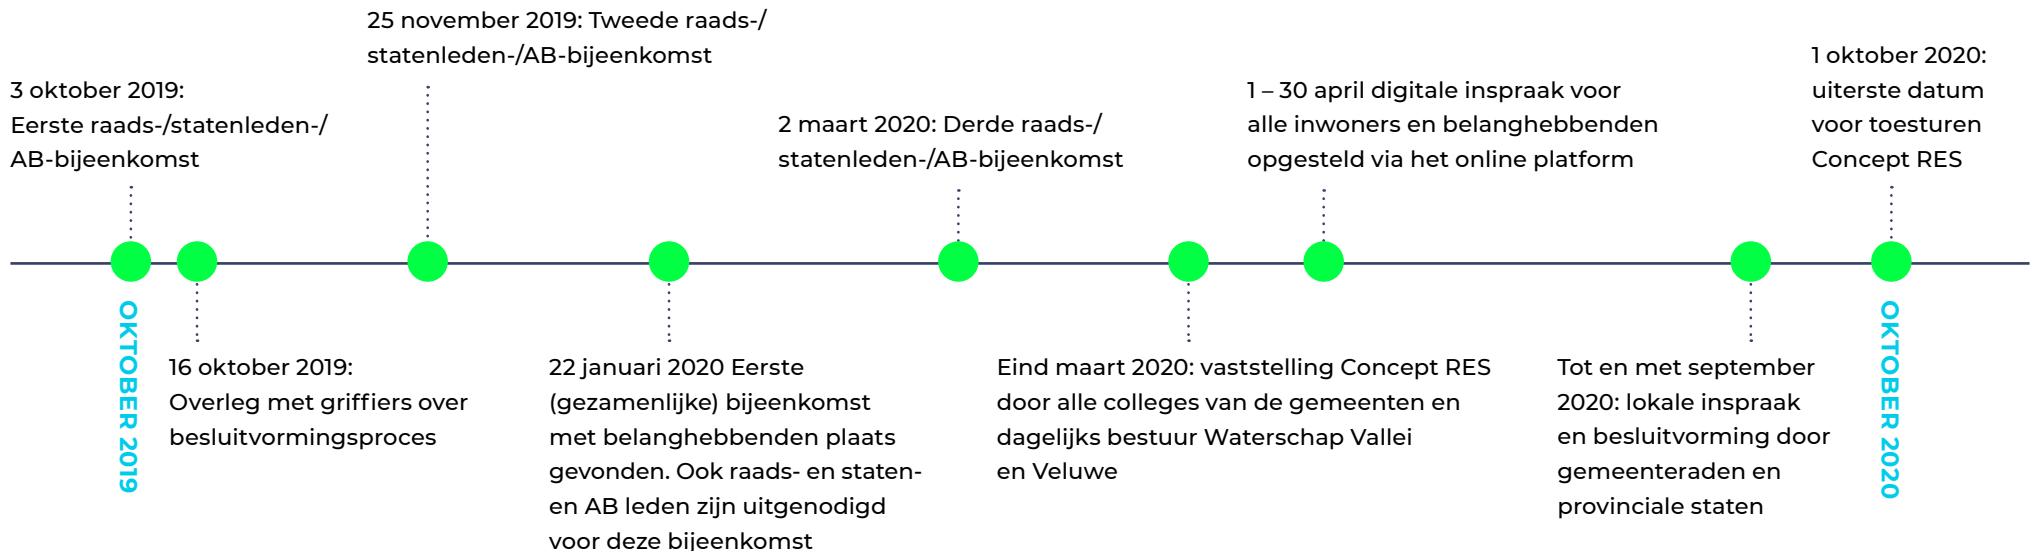 3 oktober 2019:
Eerste raads-/statenleden-/
AB-bijeenkomst
OKTOBER 2019
16 oktober 2019:
Overleg met griffiers over
besluitvormingsproces
25 november 2019: Tweede raads-/
statenleden-/AB-bijeenkomst
22 januari 2020 Eerste
(gezamenlijke) bijeenkomst
met belanghebbenden plaats
gevonden. Ook raads- en staten-
en AB leden zijn uitgenodigd
voor deze bijeenkomst
2 maart 2020: Derde raads-/
statenleden-/AB-bijeenkomst
Eind maart 2020: vaststelling Concept RES
door alle colleges van de gemeenten en
dagelijks bestuur Waterschap Vallei
en Veluwe
1 – 30 april digitale inspraak voor
alle inwoners en belanghebbenden
opgesteld via het online platform
Tot en met september
2020: lokale inspraak
en besluitvorming door
gemeenteraden en
provinciale staten
1 oktober 2020:
uiterste datum
voor toesturen
Concept RES
OKTOBER 2020